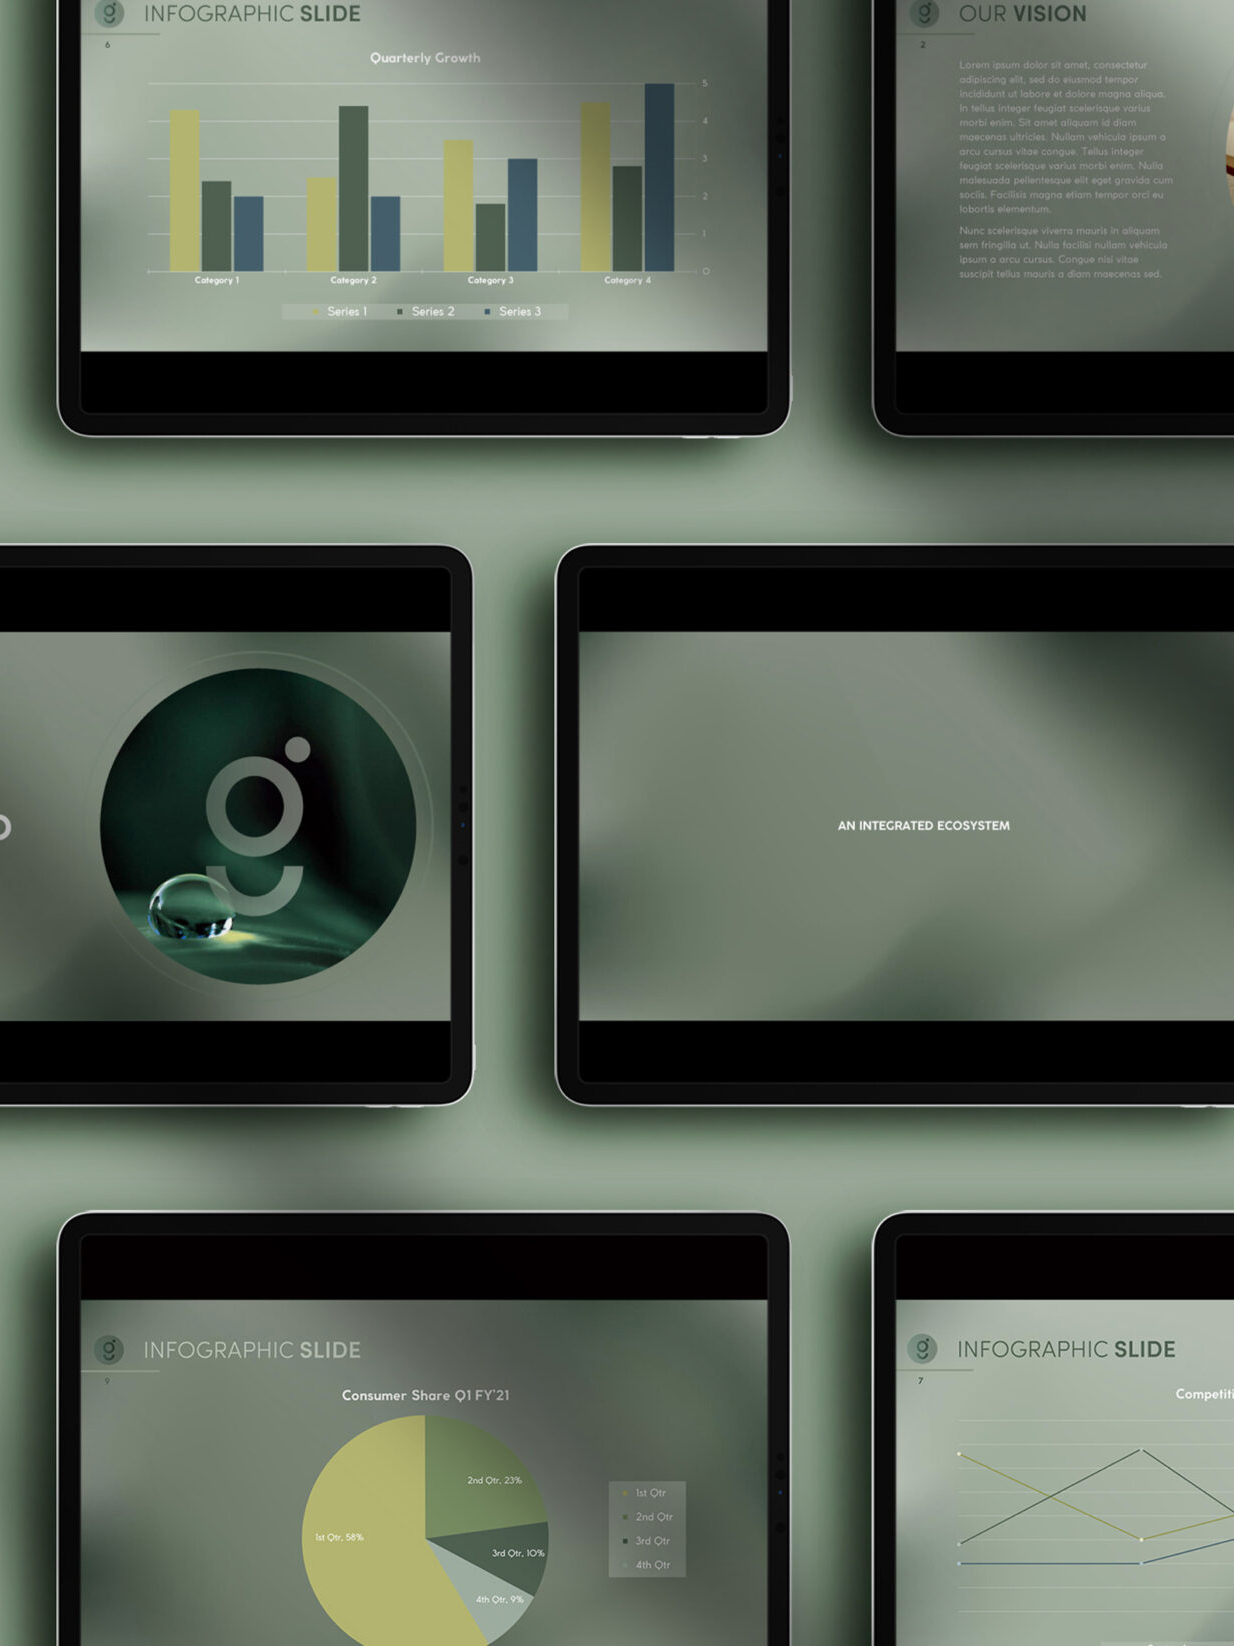 g
INFOGRAPHIC SLIDE
6
Quarterly Growth
5
4
3
2
1
0
Category 1
Category 2
Category 3
Category 4
Series 1
Series 2
Series 3
g
OUR VISION
2
Lorem ipsum dolor sit amet, consectetur
adipiscing elit, sed do eiusmod tempor
incididunt ut labore et dolore magna aliqua.
In tellus integer feugiat scelerisque varius
morbi enim. Sit amet aliquam id diam
maecenas ultricies. Nullam vehicula ipsum a
arcu cursus vitae congue. Tellus integer
feugiat scelerisque varius morbi enim. Nulla
malesuada pellentesque elit eget gravida cum
sociis. Facilisis magna etiam tempor orci eu
lobortis elementum.
Nunc scelerisque viverra mauris in aliquam
sem fringilla ut. Nulla facilisi nullam vehicula
ipsum a arcu cursus. Congue nisi vitae
suscipit tellus mauris a diam maecenas sed.
g
AN INTEGRATED ECOSYSTEM
g
INFOGRAPHIC SLIDE
9
Consumer Share Q1 FY'21
2nd Qtr, 23%
1st Qtr, 58%
3rd Qtr, 10%
4th Qtr, 9%
1st Qtr
2nd Qtr
3rd Qtr
4th Qtr
g
INFOGRAPHIC SLIDE
7
Competiti